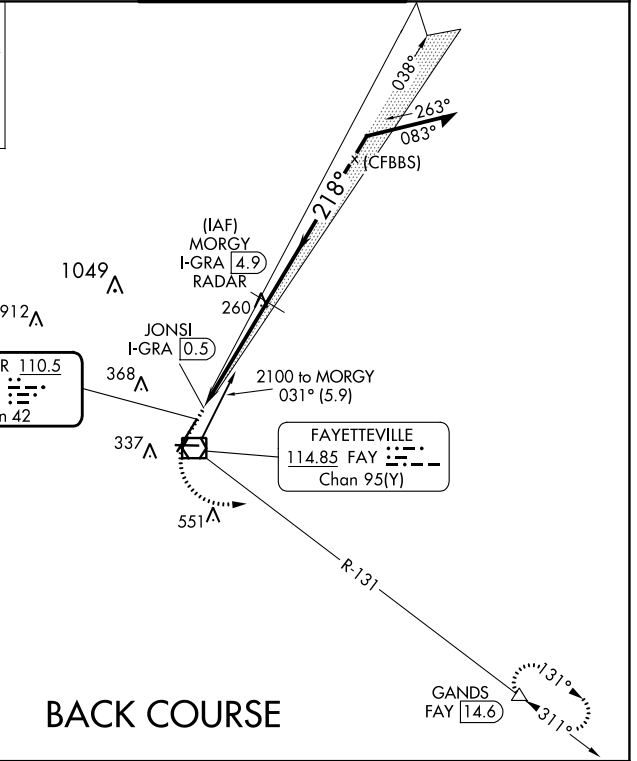 038°
263°
083°
(CFBBS)
218°
(IAF)
MORGY
I-GRA 4.9
RADAR
1049
260
912
JONSI
I-GRA 0.5
R 110.5
n 42
368
2100 to MORGY
031° (5.9)
337
FAYETTEVILLE
114.85 FAY
Chan 95(Y)
551
R-131
GANDS
FAY 14.6
131°
311°
BACK COURSE